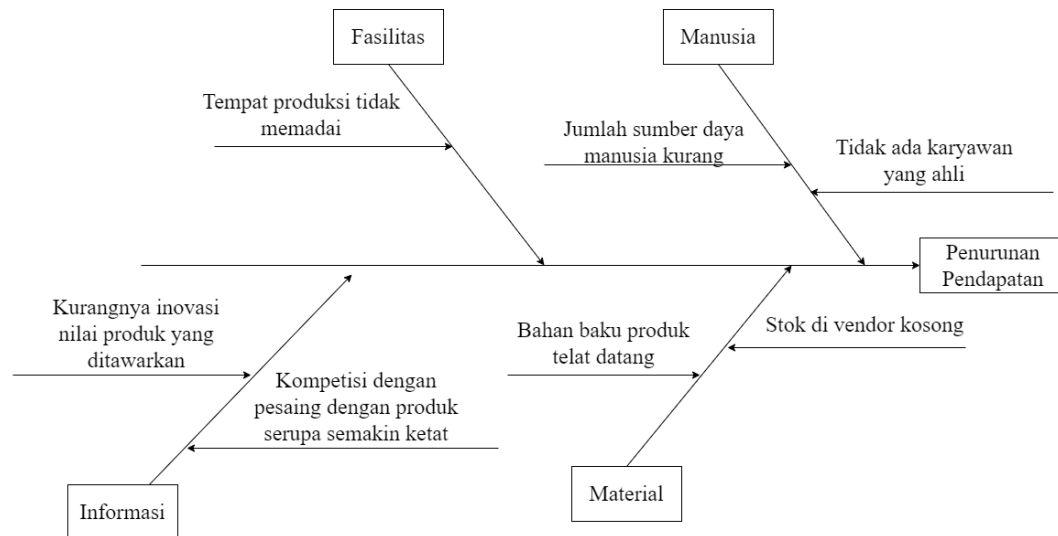 Fasilitas
Manusia
Tempat produksi tidak
memadai
Jumlah sumber daya
manusia kurang
Tidak ada karyawan
yang ahli
Penurunan
Pendapatan
Kurangnya inovasi
nilai produk yang
ditawarkan
Kompetisi dengan
pesaing dengan produk
serupa semakin ketat
Bahan baku produk
telat datang
Stok di vendor kosong
Informasi
Material